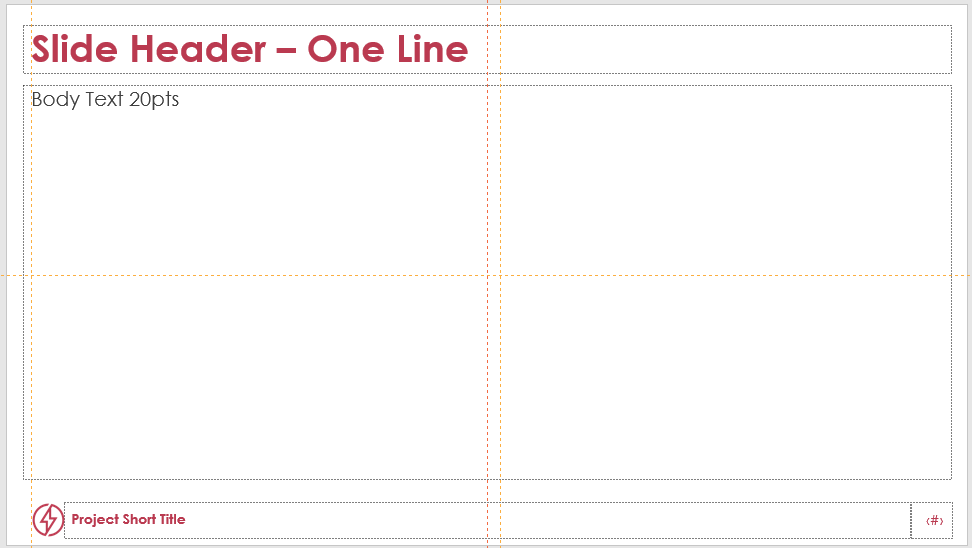 Slide Header – One Line
Body Text 20pts
Project Short Title
‹#›